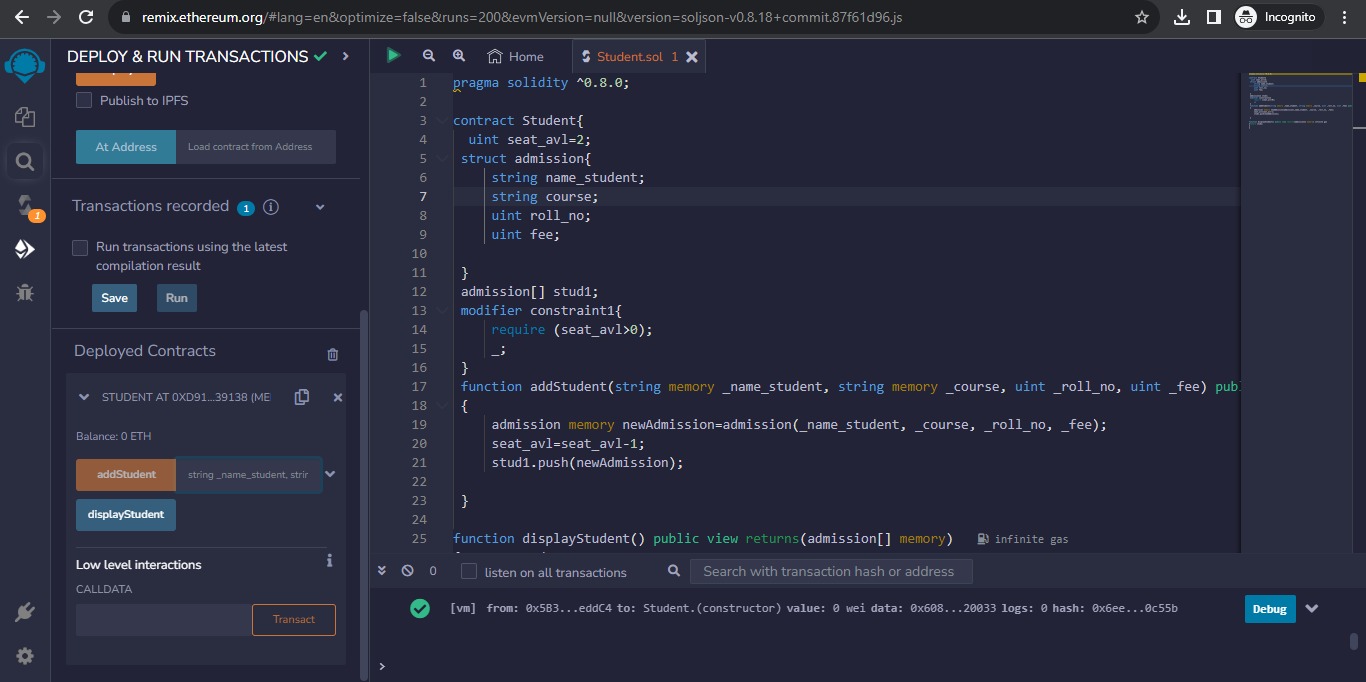 remix.ethereum.org/#lang=en&optimize=false&runs=200&evmVersion=null&version=soljson-v0.8.18+commit.87f61d96.js
Incognito
DEPLOY & RUN TRANSACTIONS
Publish to IPFS
At Address
Load contract from Address
Transactions recorded 1 i
Run transactions using the latest
compilation result
Save
Run
Deployed Contracts
STUDENT AT 0XD91...39138 (ME
Balance: 0 ETH
addStudent
string _name_student, strin
displayStudent
Low level interactions
i
CALLDATA
Transact
1
Home
Student.sol 1
1 pragma solidity ^0.8.0;
2
3 contract Student{
4 uint seat_avl=2;
5 struct admission{
6 string name_student;
7 string course;
8 uint roll_no;
9 uint fee;
10
11 }
12 admission[] stud1;
13 modifier constraint1{
14 require (seat_avl>0);
15 _;
16 }
17 function addStudent(string memory _name_student, string memory _course, uint _roll_no, uint _fee) pub
18 {
19 admission memory newAdmission=admission(_name_student, _course, _roll_no, _fee);
20 seat_avl=seat_avl-1;
21 stud1.push(newAdmission);
22
23 }
24
25 function displayStudent() public view returns(admission[] memory) infinite gas
0
listen on all transactions
Search with transaction hash or address
[vm] from: 0x5B3...eddC4 to: Student.(constructor) value: 0 wei data: 0x608...20033 logs: 0 hash: 0x6ee...0c55b
Debug
>